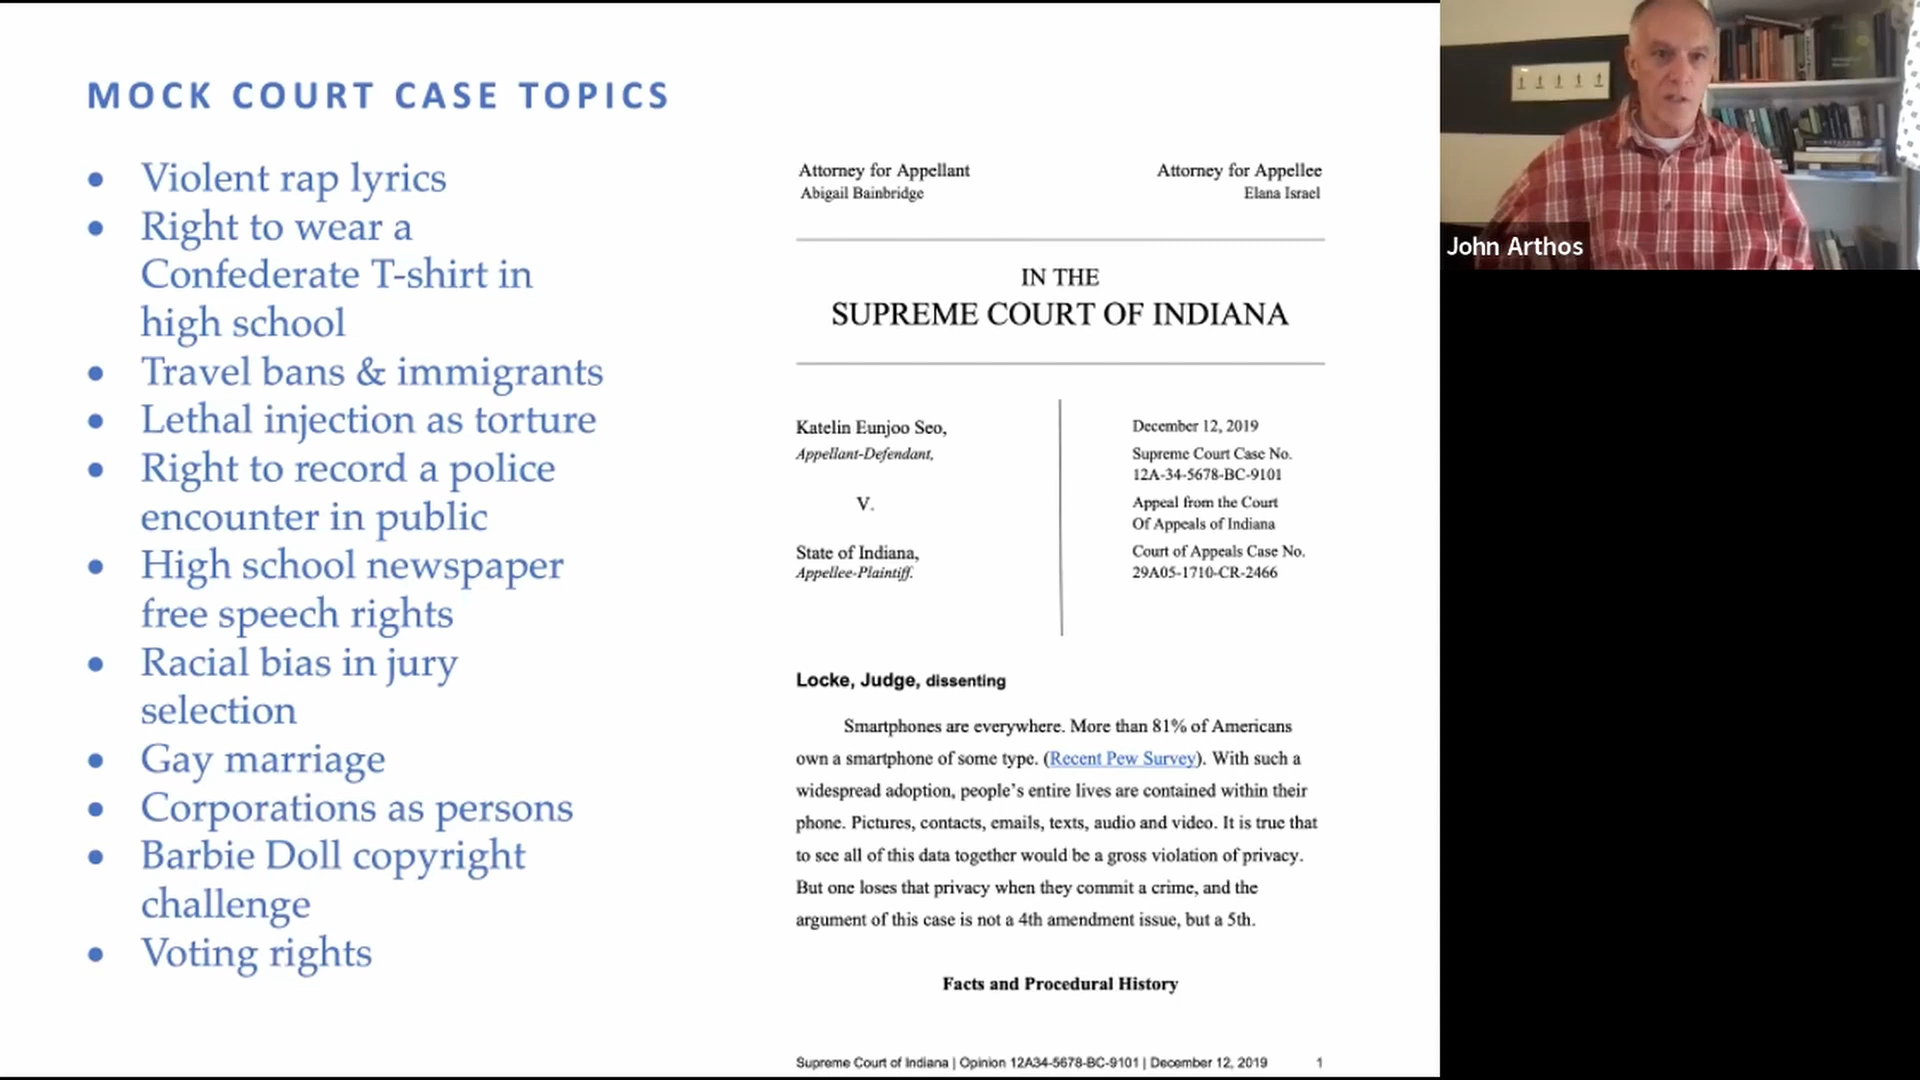 MOCK COURT CASE TOPICS
• Violent rap lyrics
• Right to wear a
Confederate T-shirt in
high school
• Travel bans & immigrants
• Lethal injection as torture
• Right to record a police
encounter in public
• High school newspaper
free speech rights
• Racial bias in jury
selection
• Gay marriage
• Corporations as persons
• Barbie Doll copyright
challenge
• Voting rights
Attorney for Appellant
Abigail Bainbridge
Attorney for Appellee
Elana Israel
IN THE
SUPREME COURT OF INDIANA
Katelin Eunjoo Seo,
Appellant-Defendant,
V.
State of Indiana,
Appellee-Plaintiff.
December 12, 2019
Supreme Court Case No.
12A-34-5678-BC-9101
Appeal from the Court
Of Appeals of Indiana
Court of Appeals Case No.
29A05-1710-CR-2466
Locke, Judge, dissenting
Smartphones are everywhere. More than 81% of Americans
own a smartphone of some type. (Recent Pew Survey). With such a
widespread adoption, people's entire lives are contained within their
phone. Pictures, contacts, emails, texts, audio and video. It is true that
to see all of this data together would be a gross violation of privacy.
But one loses that privacy when they commit a crime, and the
argument of this case is not a 4th amendment issue, but a 5th.
Facts and Procedural History
Supreme Court of Indiana | Opinion 12A34-5678-BC-9101 | December 12, 2019 1
John Arthos